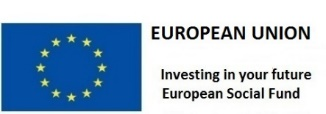 EUROPEAN UNION
Investing in your future
European Social Fund